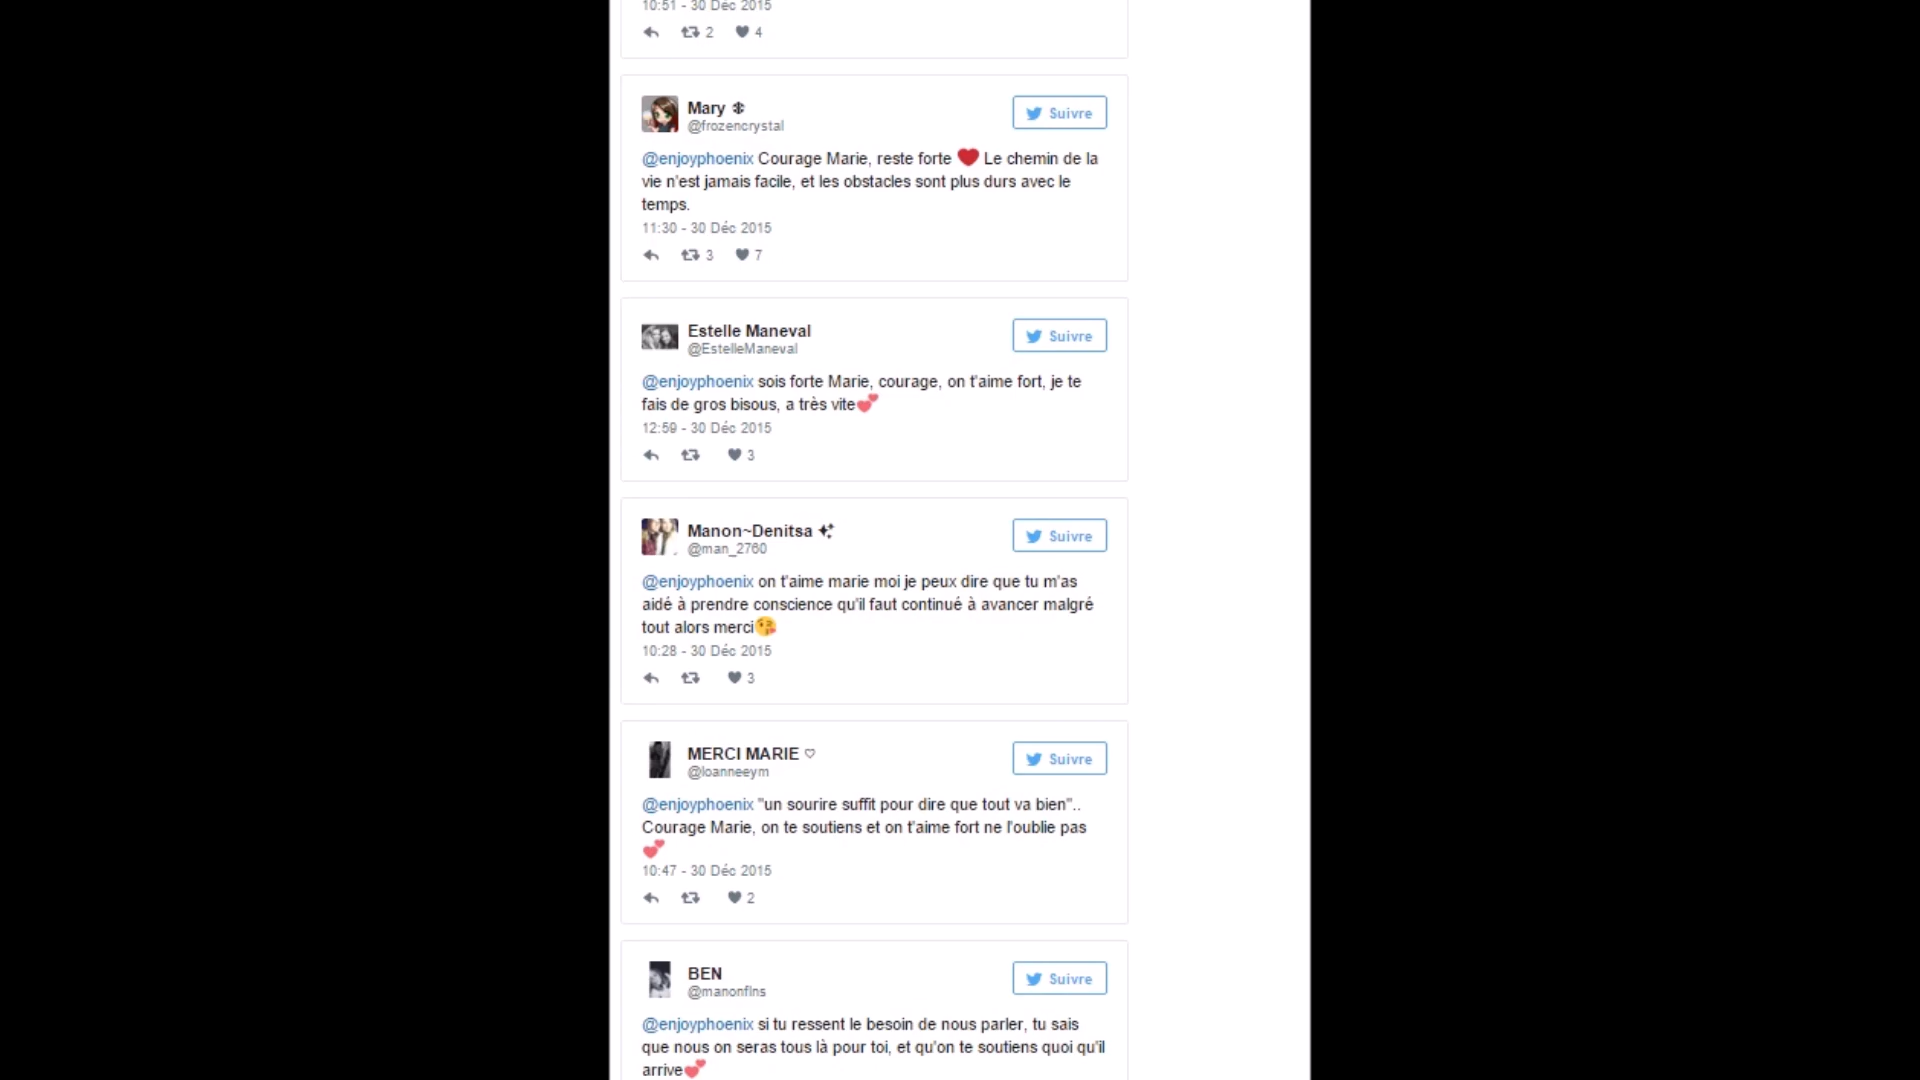 10:51 - 30 Déc 2015
2 4
Mary
@frozencrystal
Suivre
@enjoyphoenix Courage Marie, reste forte ❤ Le chemin de la
vie n'est jamais facile, et les obstacles sont plus durs avec le
temps.
11:30 - 30 Déc 2015
3 7
Estelle Maneval
@EstelleManeval
Suivre
@enjoyphoenix sois forte Marie, courage, on t'aime fort, je te
fais de gros bisous, a très vite💕
12:59 - 30 Déc 2015
3
Manon~Denitsa ✨
@man_2760
Suivre
@enjoyphoenix on t'aime marie moi je peux dire que tu m'as
aidé à prendre conscience qu'il faut continué à avancer malgré
tout alors merci😘
10:28 - 30 Déc 2015
3
MERCI MARIE ♡
@loanneeym
Suivre
@enjoyphoenix "un sourire suffit pour dire que tout va bien"..
Courage Marie, on te soutiens et on t'aime fort ne l'oublie pas
💕
10:47 - 30 Déc 2015
2
BEN
@manonflns
Suivre
@enjoyphoenix si tu ressent le besoin de nous parler, tu sais
que nous on seras tous là pour toi, et qu'on te soutiens quoi qu'il
arrive💕